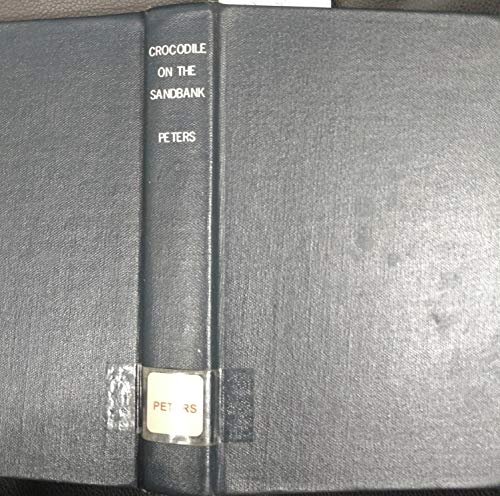 CROCODILE
ON THE
SANDBANK
PETERS
PETERS